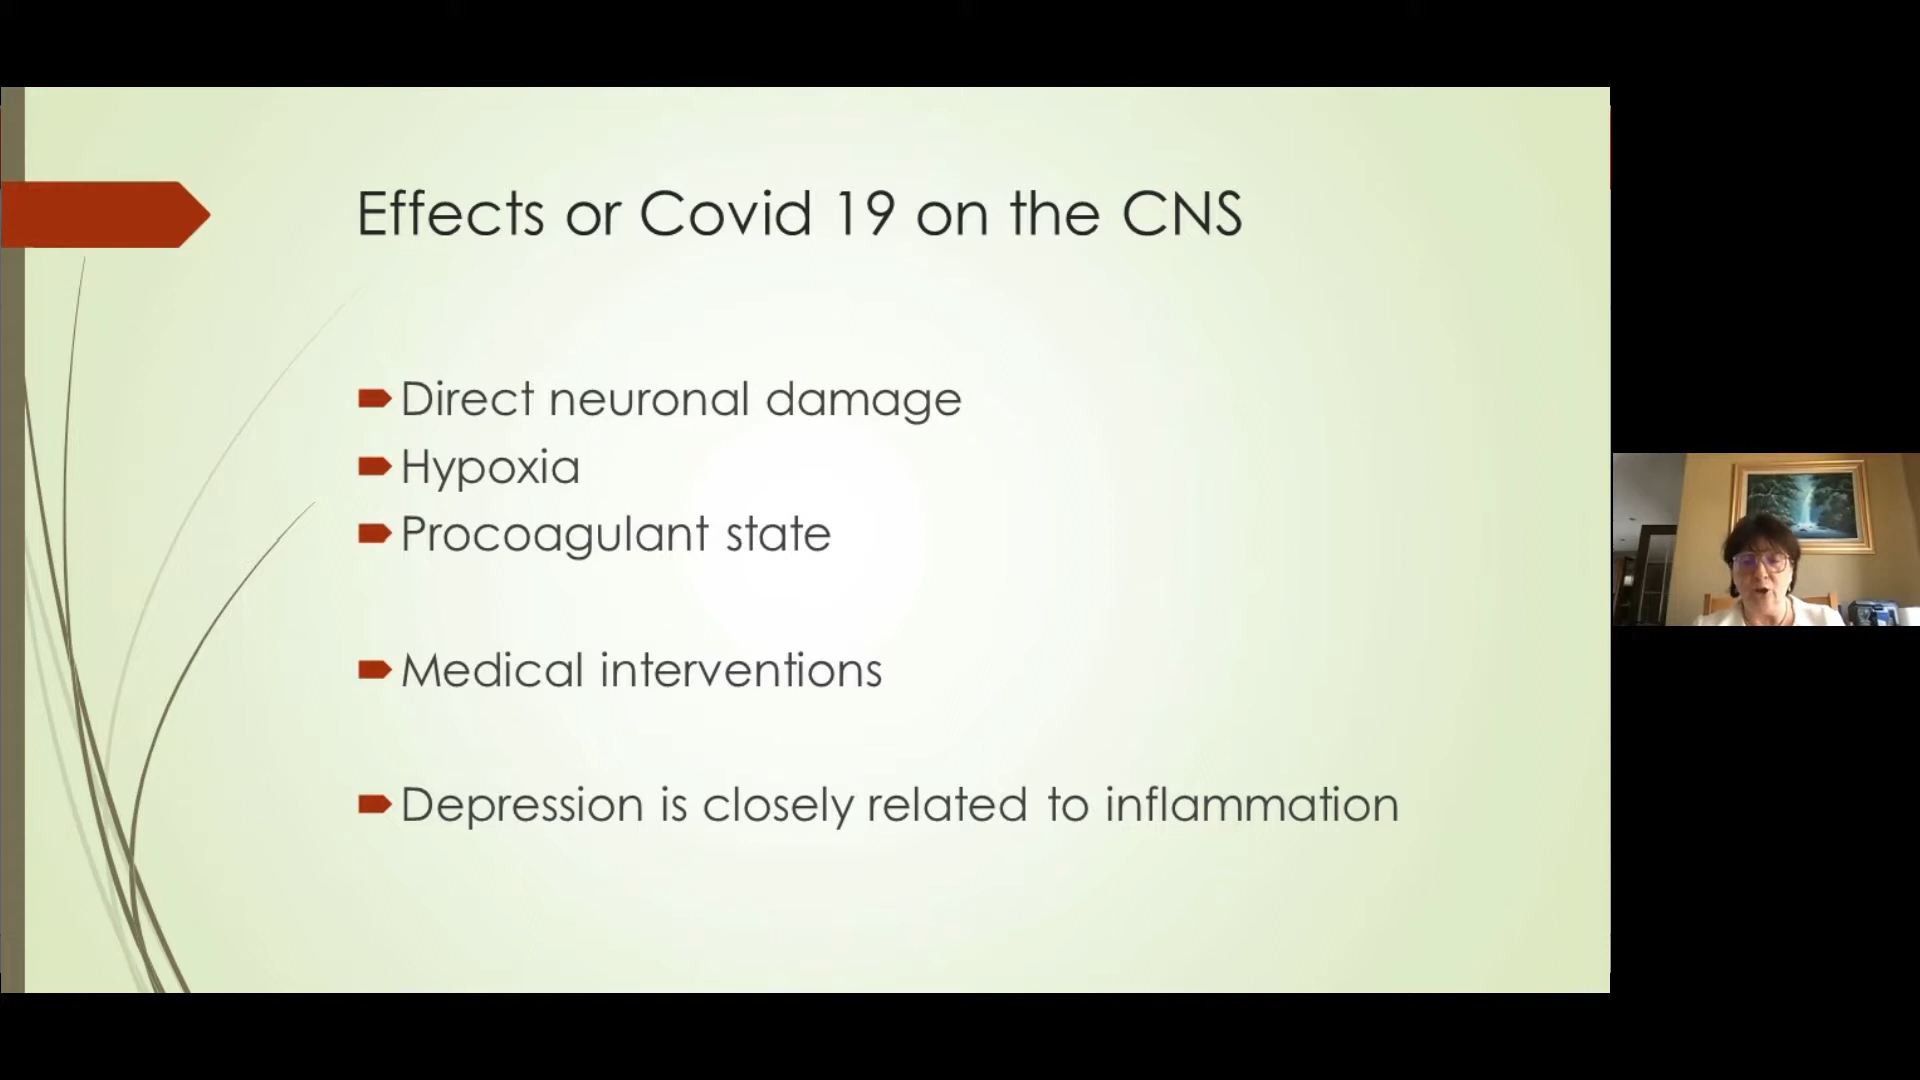 Effects or Covid 19 on the CNS
Direct neuronal damage
Hypoxia
Procoagulant state
Medical interventions
Depression is closely related to inflammation